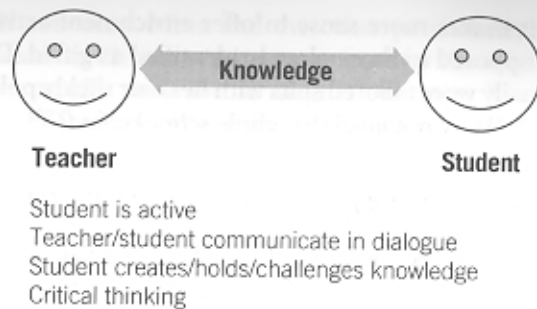 Knowledge
Teacher Student
Student is active
Teacher/student communicate in dialogue
Student creates/holds/challenges knowledge
Critical thinking